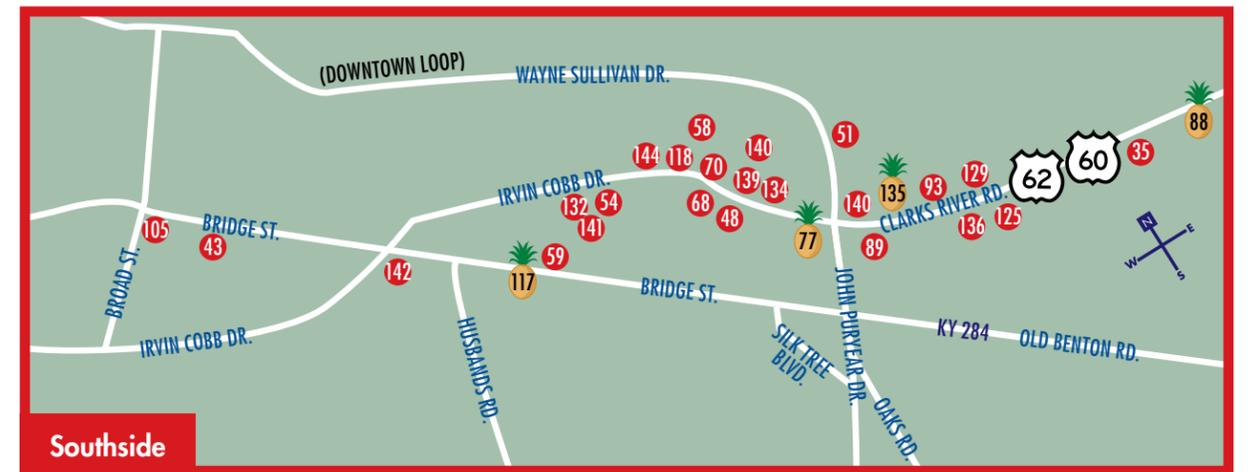 (DOWNTOWN LOOP)
WAYNE SULLIVAN DR.
88
58
51
140
35
144
118
70
60
62
129
139
134
135
93
IRVIN COBB DR.
132
54
68
48
140
CLARKS RIVER RD.
125
136
N
E
W
S
105
BRIDGE ST.
43
141
77
89
59
142
117
BROAD ST.
BRIDGE ST.
JOHN PURYEAR DR.
KY 284
OLD BENTON RD.
IRVIN COBB DR.
HUSBANDS RD.
SILK TREE
BLVD.
OAKS RD.
Southside